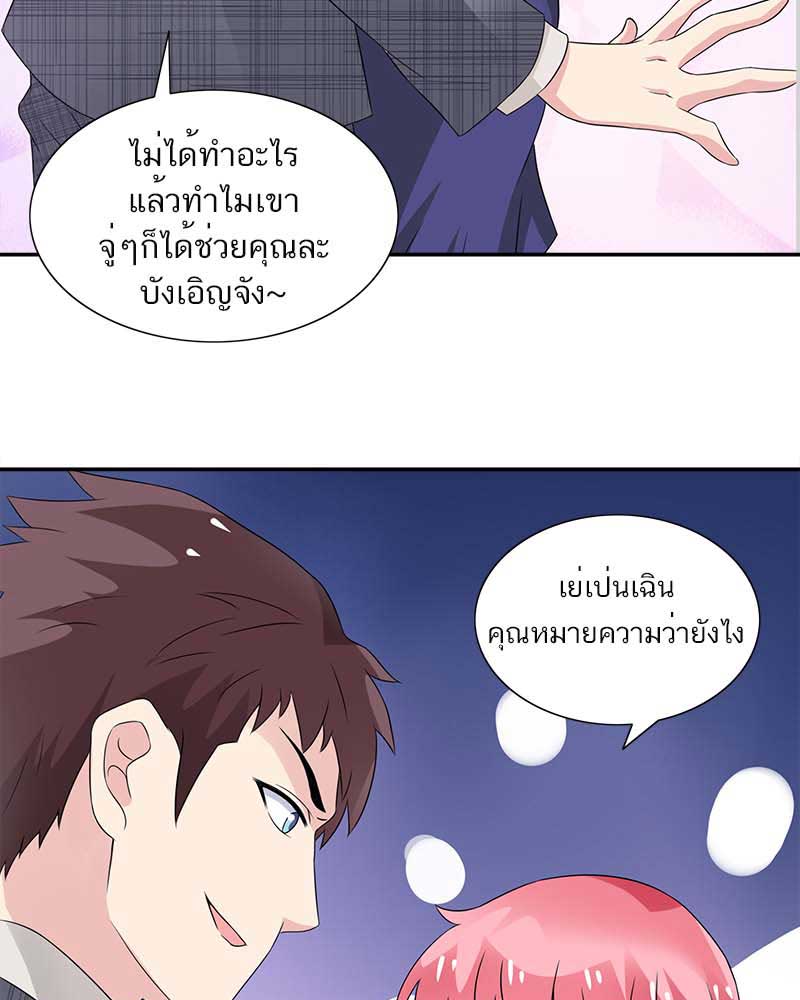 ไม่ได้ทำอะไร
แล้วทำไมเขา
จู่ๆก็ได้ช่วยคุณละ
บังเอิญจัง~
เย่เป่นเฉิน
คุณหมายความว่ายังไง